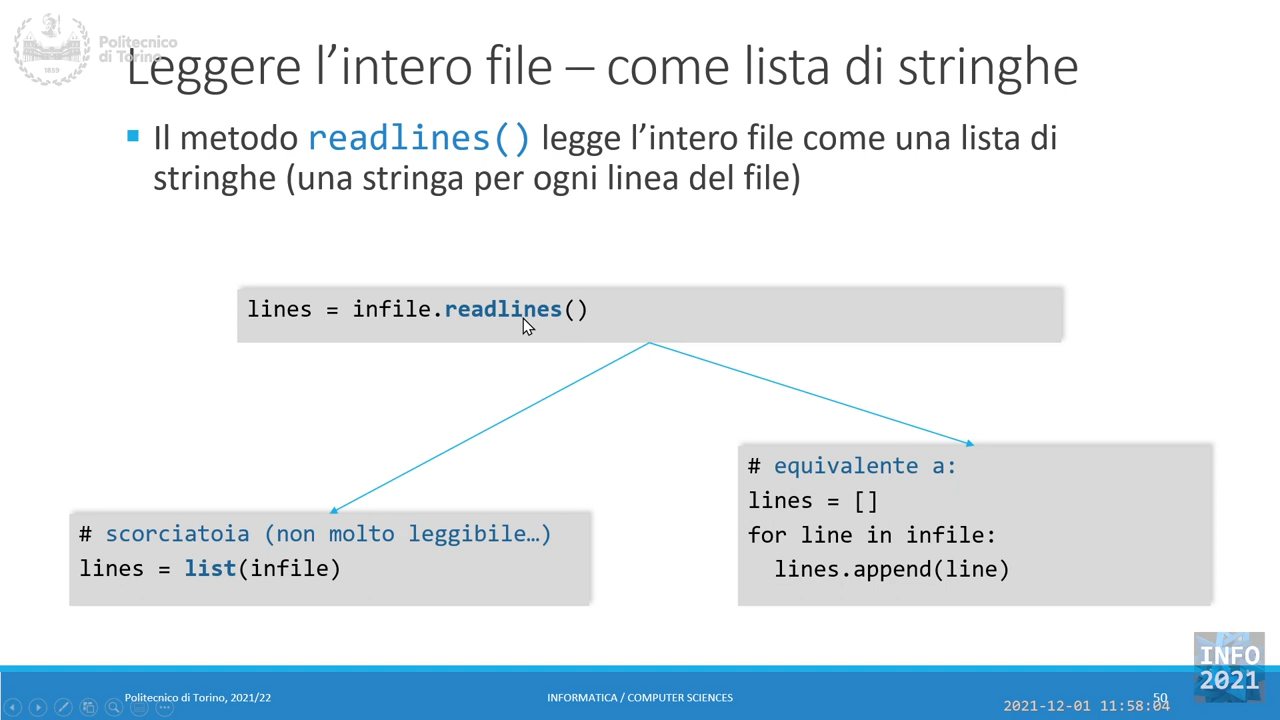 Politecnico
di Torino
1859
Leggere l’intero file – come lista di stringhe
Il metodo readlines() legge l’intero file come una lista di
stringhe (una stringa per ogni linea del file)
lines = infile.readlines()
# equivalente a:
lines = []
for line in infile:
lines.append(line)
# scorciatoia (non molto leggibile…)
lines = list(infile)
INFO
2021
Politecnico di Torino, 2021/22
INFORMATICA / COMPUTER SCIENCES
50
2021-12-01 11:58:04